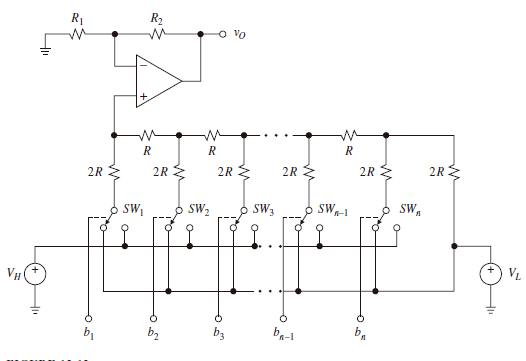 R1 R2
vO
−
+
R R R
2R 2R 2R 2R 2R 2R
SW1 SW2 SW3 SWn−1 SWn
VH + + VL
b1 b2 b3 bn−1 bn